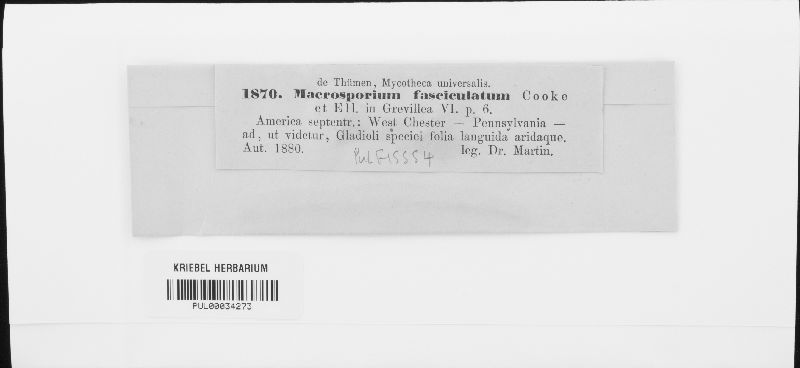 de Thümen, Mycotheca universalis.
1870. Macrosporium fasciculatum Cooke
et Ell. in Grevillea VI. p. 6.
America septentr.: West Chester — Pennsylvania —
ad, ut videtur, Gladioli speciei folia languida aridaque.
Aut. 1880. leg. Dr. Martin.
PUL F15554
KRIEBEL HERBARIUM
PUL00034273